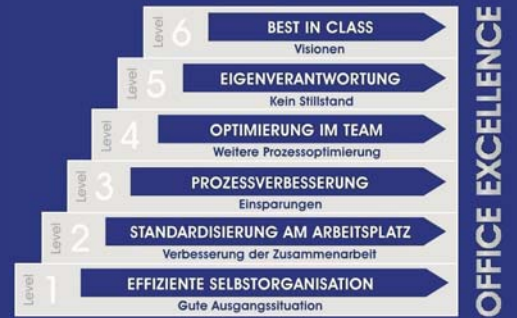 Level 6
BEST IN CLASS
Visionen
Level 5
EIGENVERANTWORTUNG
Kein Stillstand
Level 4
OPTIMIERUNG IM TEAM
Weitere Prozessoptimierung
Level 3
PROZESSVERBESSERUNG
Einsparungen
Level 2
STANDARDISIERUNG AM ARBEITSPLATZ
Verbesserung der Zusammenarbeit
Level 1
EFFIZIENTE SELBSTORGANISATION
Gute Ausgangssituation
OFFICE EXCELLENCE